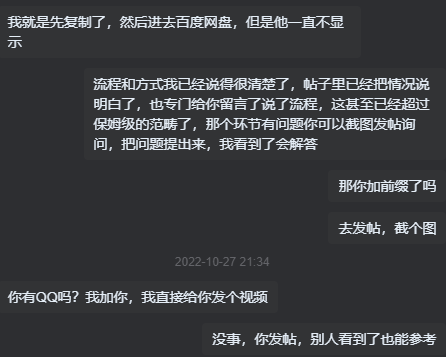 我就是先复制了，然后进去百度网盘，但是他一直不显
示
流程和方式我已经说得很清楚了，帖子里已经把情况说
明白了，也专门给你留言了说了流程，这甚至已经超过
保姆级的范畴了，那个环节有问题你可以截图发帖询
问，把问题提出来，我看到了会解答
那你加前缀了吗
去发帖，截个图
2022-10-27 21:34
你有QQ吗？我加你，我直接给你发个视频
没事，你发帖，别人看到了也能参考